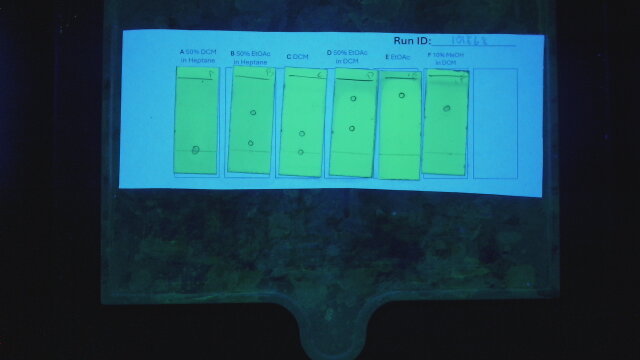 Run ID:
A 50% DCM
in Heptane
B 50% EtOAc
in Heptane
C DCM
D 50% EtOAc
in DCM
E EtOAc
F 10% MeOH
in DCM